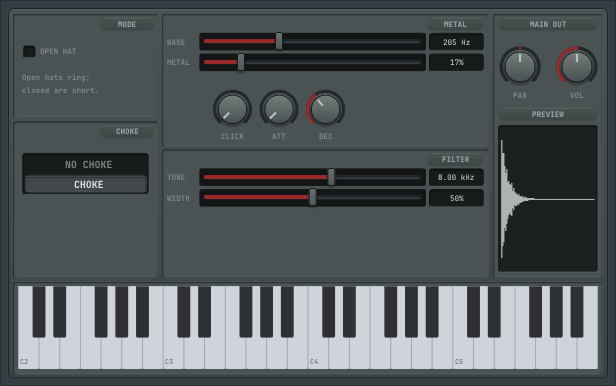 MODE
OPEN HAT
Open hats ring;
closed are short.
CHOKE
NO CHOKE
CHOKE
METAL
BASE
205 Hz
METAL
17%
CLICK
ATT
DEC
FILTER
TONE
8.00 kHz
WIDTH
50%
MAIN OUT
PAN
VOL
PREVIEW
C2
C3
C4
C5